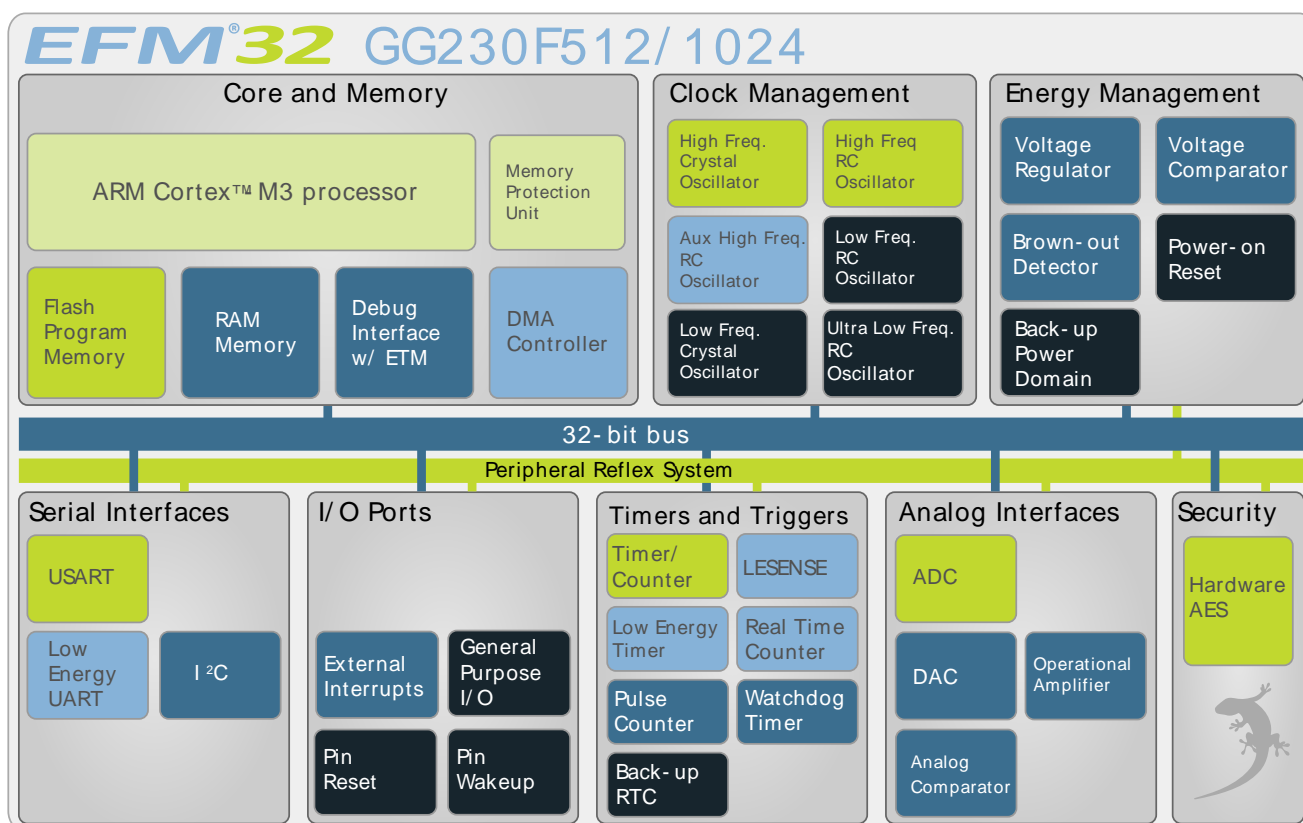 EFM®32 GG230F512/1024
Core and Memory
ARM Cortex™ M3 processor
Memory
Protection
Unit
Flash
Program
Memory
RAM
Memory
Debug
Interface
w/ ETM
DMA
Controller
Clock Management
High Freq.
Crystal
Oscillator
High Freq
RC
Oscillator
Aux High Freq.
RC
Oscillator
Low Freq.
RC
Oscillator
Low Freq.
Crystal
Oscillator
Ultra Low Freq.
RC
Oscillator
Energy Management
Voltage
Regulator
Voltage
Comparator
Brown-out
Detector
Power-on
Reset
Back-up
Power
Domain
32-bit bus
Peripheral Reflex System
Serial Interfaces
USART
Low
Energy
UART
I²C
I/O Ports
External
Interrupts
General
Purpose
I/O
Pin
Reset
Pin
Wakeup
Timers and Triggers
Timer/
Counter
LESENSE
Low Energy
Timer
Real Time
Counter
Pulse
Counter
Watchdog
Timer
Back-up
RTC
Analog Interfaces
ADC
DAC
Operational
Amplifier
Analog
Comparator
Security
Hardware
AES